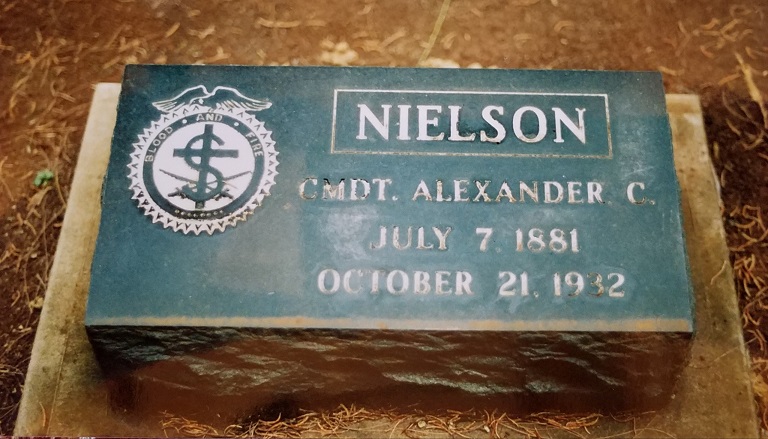 BLOOD • AND • FIRE
S
NIELSON
CMDT. ALEXANDER C.
JULY 7 1881
OCTOBER 21, 1932